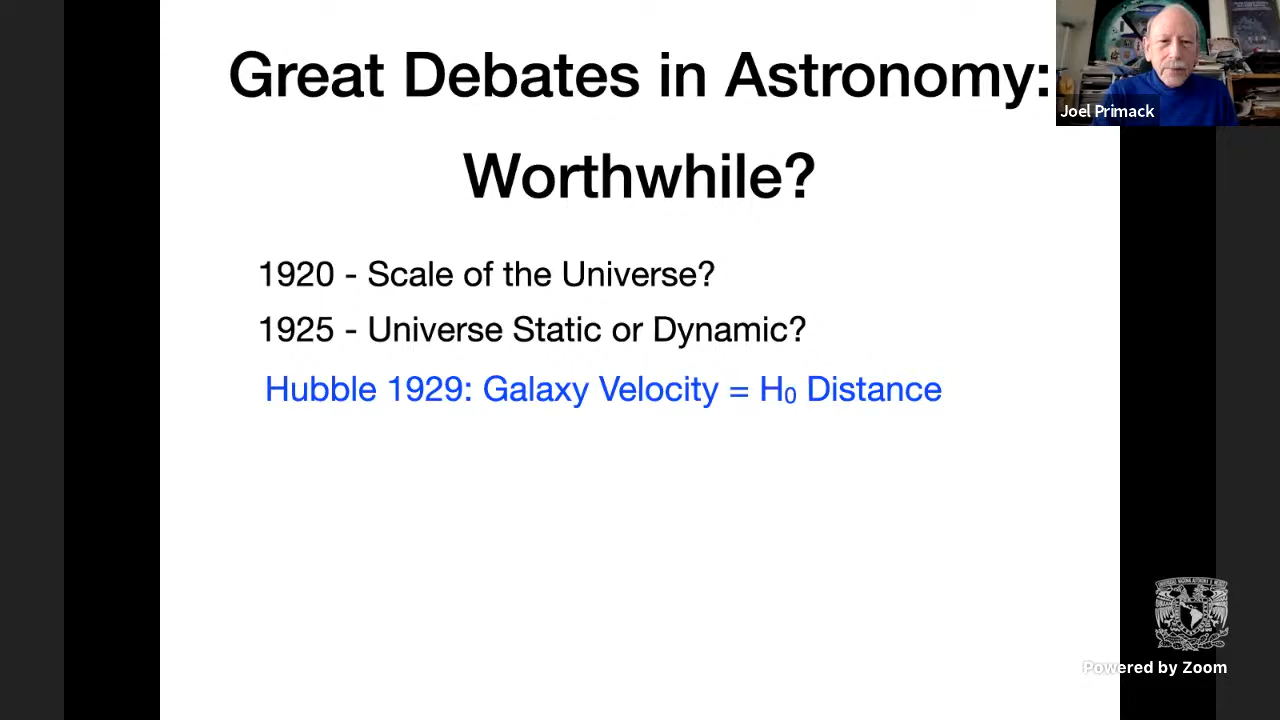 Great Debates in Astronomy:
Joel Primack
Worthwhile?
1920 - Scale of the Universe?
1925 - Universe Static or Dynamic?
Hubble 1929: Galaxy Velocity = H₀ Distance
Powered by Zoom